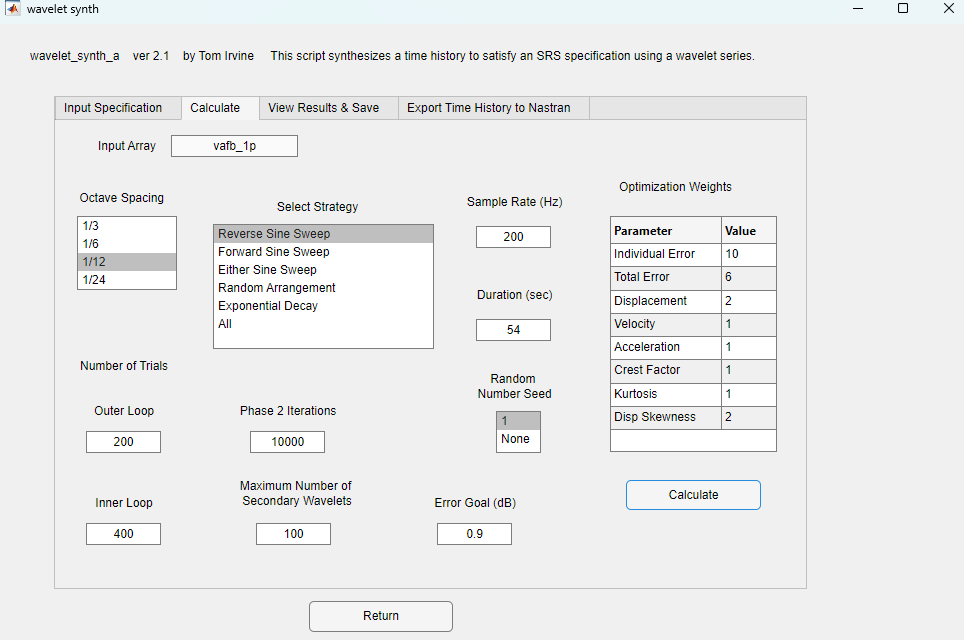 wavelet synth
wavelet_synth_a ver 2.1 by Tom Irvine This script synthesizes a time history to satisfy an SRS specification using a wavelet series.
Input Specification Calculate View Results & Save Export Time History to Nastran
Input Array vafb_1p
Octave Spacing
1/3
1/6
1/12
1/24
Select Strategy
Reverse Sine Sweep
Forward Sine Sweep
Either Sine Sweep
Random Arrangement
Exponential Decay
All
Sample Rate (Hz)
200
Duration (sec)
54
Optimization Weights
Parameter Value
Individual Error 10
Total Error 6
Displacement 2
Velocity 1
Acceleration 1
Crest Factor 1
Kurtosis 1
Disp Skewness 2
Number of Trials
Outer Loop
200
Phase 2 Iterations
10000
Random
Number Seed
1
None
Inner Loop
400
Maximum Number of
Secondary Wavelets
100
Error Goal (dB)
0.9
Calculate
Return